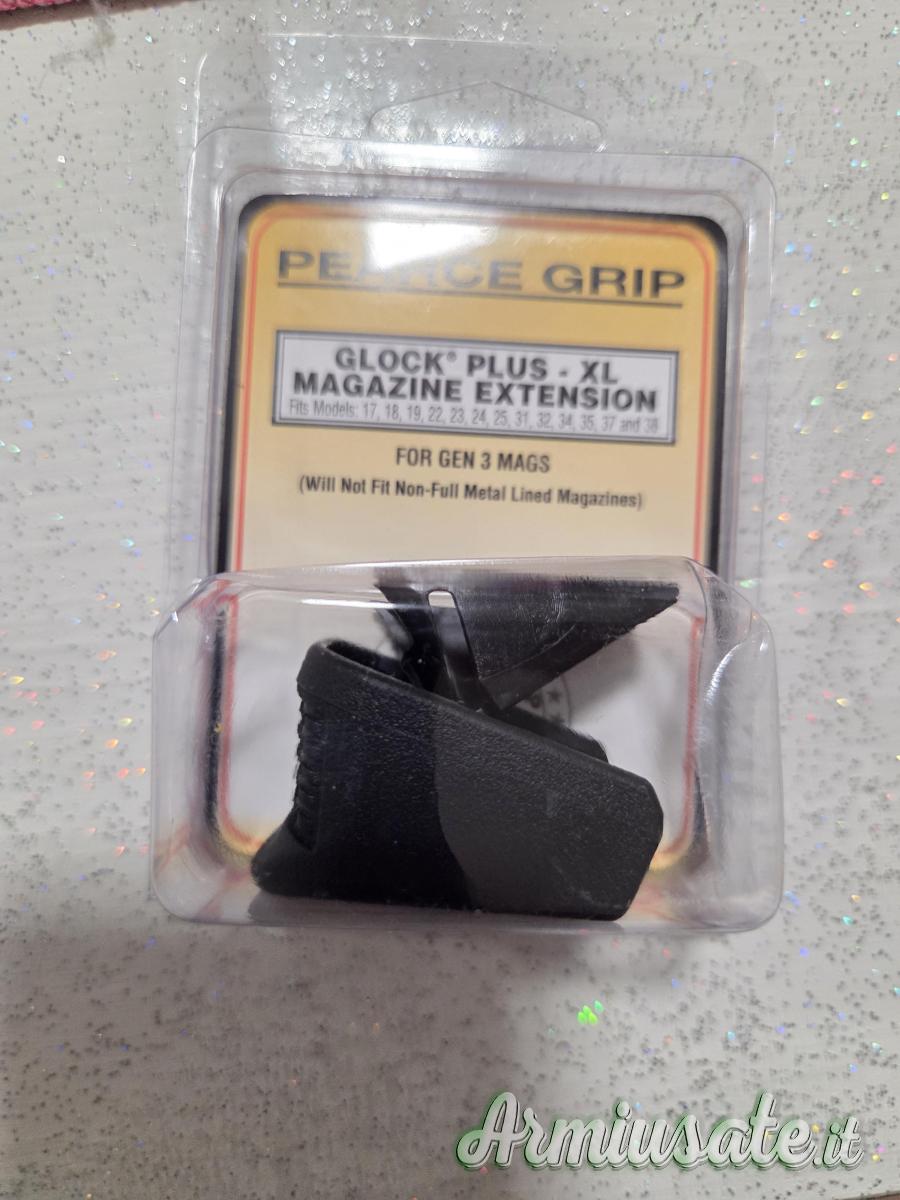 PEARCE GRIP
GLOCK® PLUS - XL
MAGAZINE EXTENSION
Fits Models: 17, 18, 19, 22, 23, 24, 25, 31, 32, 34, 35, 37 and 38
FOR GEN 3 MAGS
(Will Not Fit Non-Full Metal Lined Magazines)
Armiusate.it